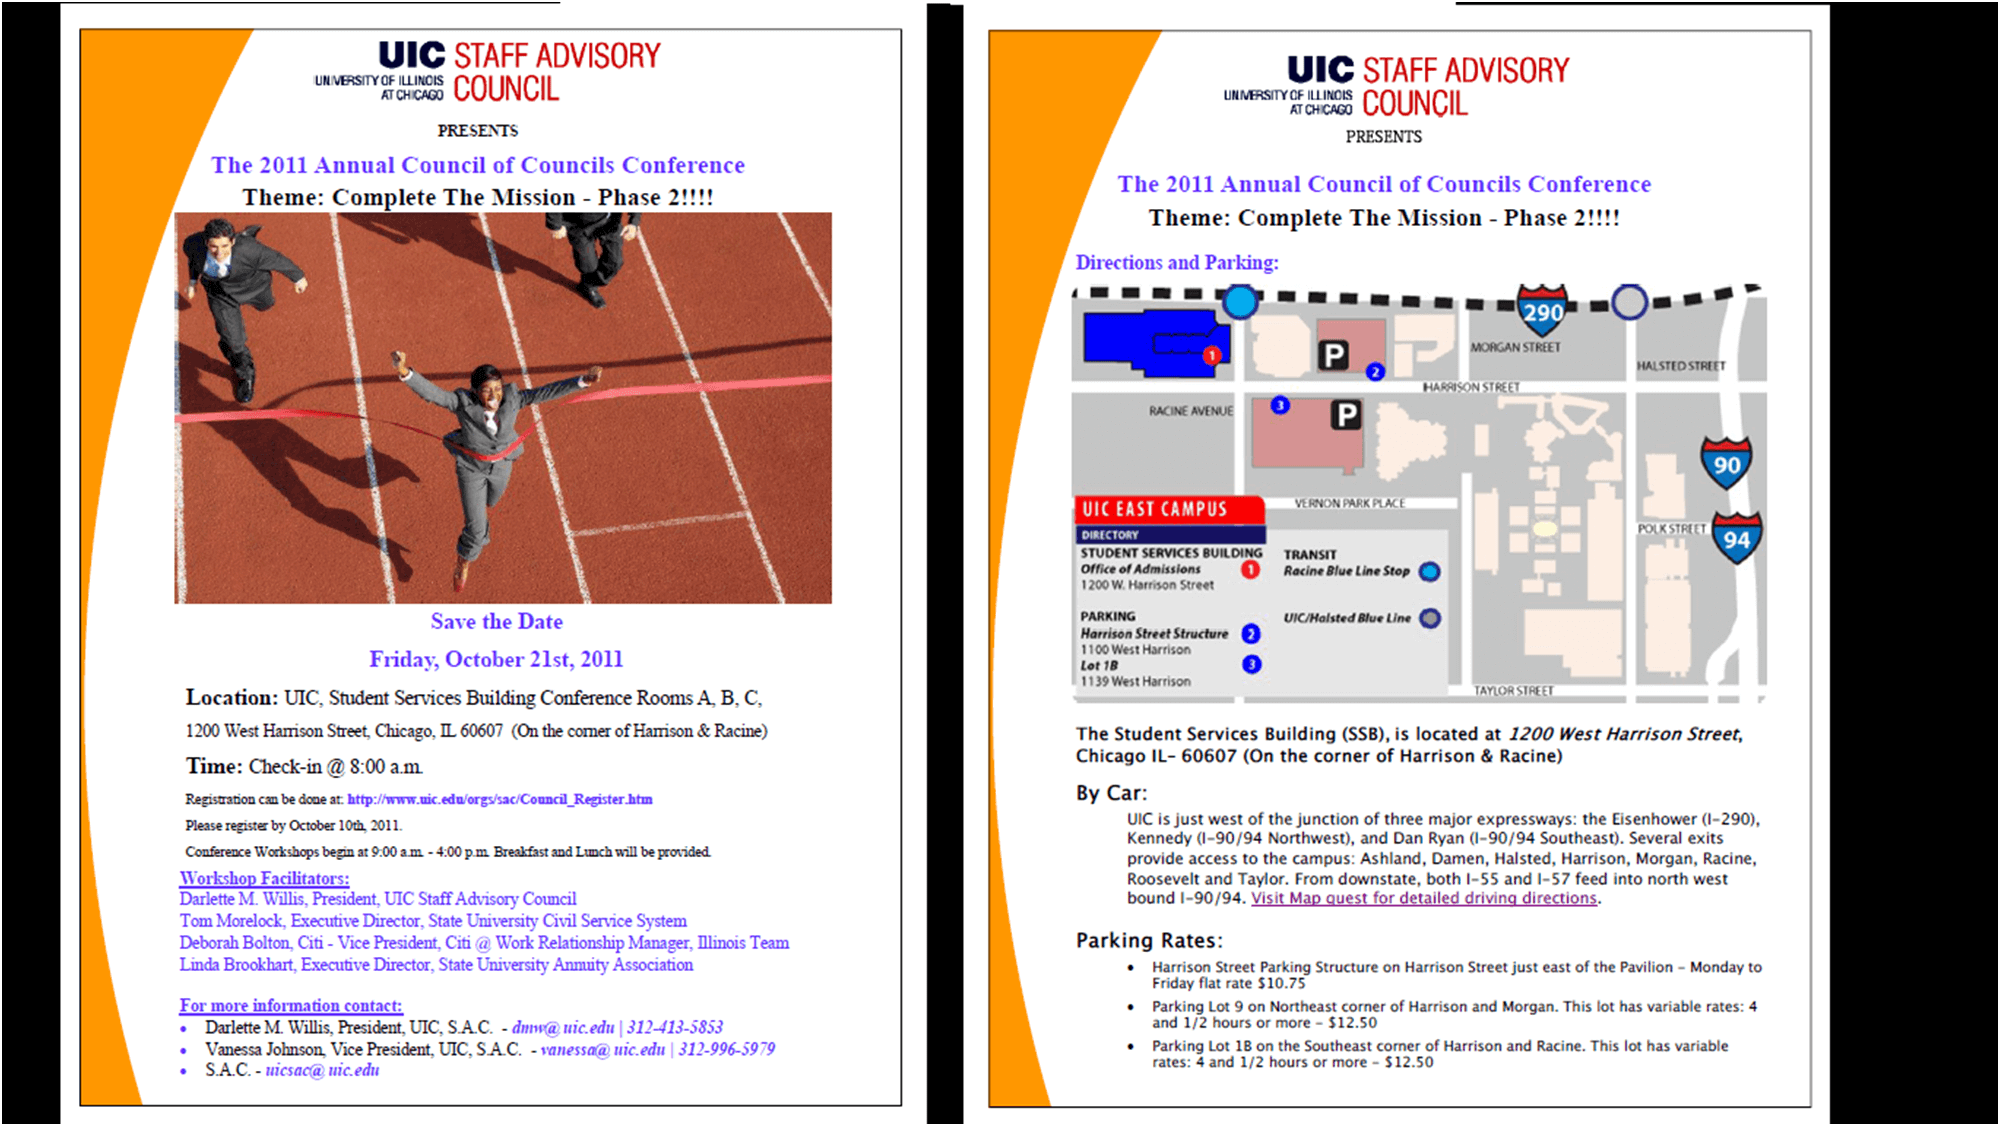 UIC STAFF ADVISORY
UNIVERSITY OF ILLINOIS
AT CHICAGO COUNCIL
PRESENTS
The 2011 Annual Council of Councils Conference
Theme: Complete The Mission - Phase 2!!!!
Save the Date
Friday, October 21st, 2011
Location: UIC, Student Services Building Conference Rooms A, B, C,
1200 West Harrison Street, Chicago, IL 60607 (On the corner of Harrison & Racine)
Time: Check-in @ 8:00 a.m.
Registration can be done at: http://www.uic.edu/orgs/sac/Council_Register.htm
Please register by October 10th, 2011.
Conference Workshops begin at 9:00 a.m. - 4:00 p.m. Breakfast and Lunch will be provided.
Workshop Facilitators:
Darlette M. Willis, President, UIC Staff Advisory Council
Tom Morelock, Executive Director, State University Civil Service System
Deborah Bolton, Citi - Vice President, Citi @ Work Relationship Manager, Illinois Team
Linda Brookhart, Executive Director, State University Annuity Association
For more information contact:
• Darlette M. Willis, President, UIC, S.A.C. - dmw@uic.edu | 312-413-5853
• Vanessa Johnson, Vice President, UIC, S.A.C. - vanessa@uic.edu | 312-996-5979
• S.A.C. - uicsac@uic.edu
UIC STAFF ADVISORY
UNIVERSITY OF ILLINOIS
AT CHICAGO COUNCIL
PRESENTS
The 2011 Annual Council of Councils Conference
Theme: Complete The Mission - Phase 2!!!!
Directions and Parking:
290
1
P
2
MORGAN STREET
HALSTED STREET
HARRISON STREET
RACINE AVENUE
3
P
90
VERNON PARK PLACE
POLK STREET
94
UIC EAST CAMPUS
DIRECTORY
STUDENT SERVICES BUILDING
Office of Admissions 1
1200 W. Harrison Street
PARKING
Harrison Street Structure 2
1100 West Harrison
Lot 1B 3
1139 West Harrison
TRANSIT
Racine Blue Line Stop
UIC/Halsted Blue Line
TAYLOR STREET
The Student Services Building (SSB), is located at 1200 West Harrison Street,
Chicago IL- 60607 (On the corner of Harrison & Racine)
By Car:
UIC is just west of the junction of three major expressways: the Eisenhower (I-290),
Kennedy (I-90/94 Northwest), and Dan Ryan (I-90/94 Southeast). Several exits
provide access to the campus: Ashland, Damen, Halsted, Harrison, Morgan, Racine,
Roosevelt and Taylor. From downstate, both I-55 and I-57 feed into north west
bound I-90/94. Visit Map quest for detailed driving directions.
Parking Rates:
• Harrison Street Parking Structure on Harrison Street just east of the Pavilion - Monday to
Friday flat rate $10.75
• Parking Lot 9 on Northeast corner of Harrison and Morgan. This lot has variable rates: 4
and 1/2 hours or more - $12.50
• Parking Lot 1B on the Southeast corner of Harrison and Racine. This lot has variable
rates: 4 and 1/2 hours or more - $12.50